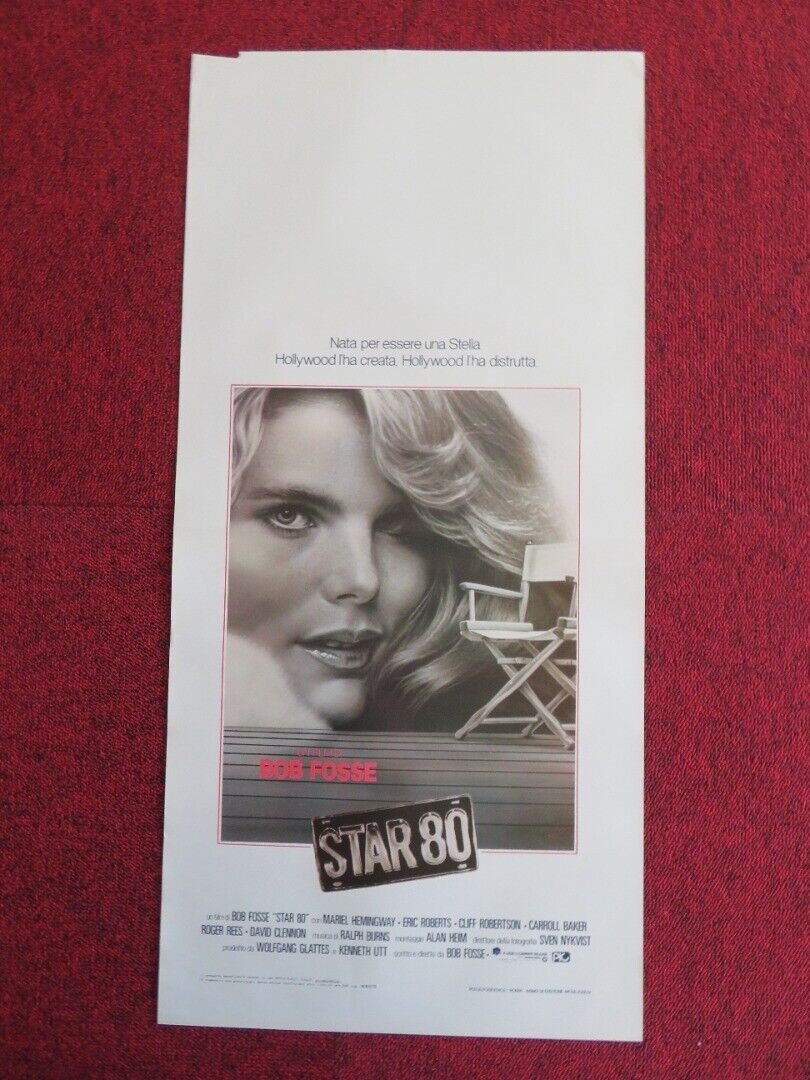 Nata per essere una Stella
Hollywood l'ha creata, Hollywood l'ha distrutta.
BOB FOSSE
STAR 80
un film di BOB FOSSE "STAR 80" con MARIEL HEMINGWAY • ERIC ROBERTS • CLIFF ROBERTSON • CARROLL BAKER
ROGER REES • DAVID CLENNON musica di RALPH BURNS montaggio ALAN HEIM direttore della fotografia SVEN NYKVIST
prodotto da WOLFGANG GLATTES e KENNETH UTT scritto e diretto da BOB FOSSE •
PIC